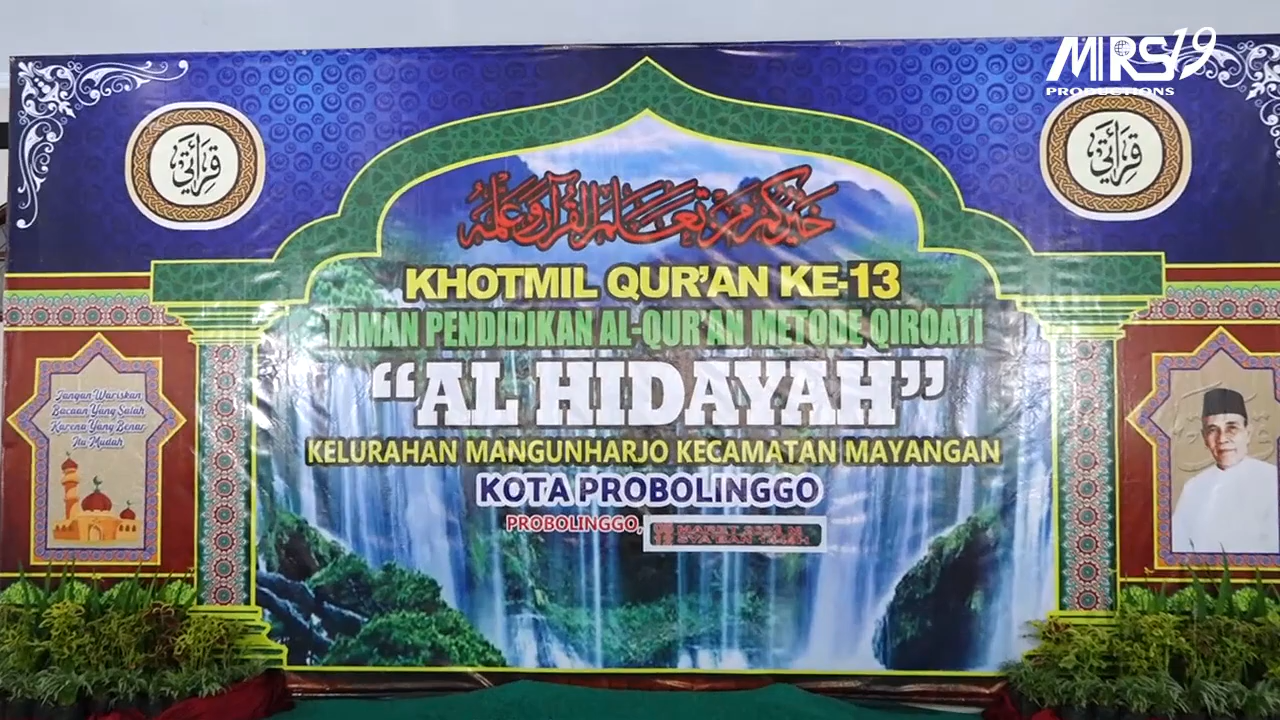 MRS19
PRODUCTIONS
قرآءتي
قرآءتي
خيركم من تعلم القرآن وعلمه
KHOTMIL QUR'AN KE-13
TAMAN PENDIDIKAN AL-QUR'AN METODE QIROATI
"AL HIDAYAH"
KELURAHAN MANGUNHARJO KECAMATAN MAYANGAN
KOTA PROBOLINGGO
PROBOLINGGO,
Jangan Wariskan
Bacaan Yang Salah
Karena Yang Benar
Itu Mudah